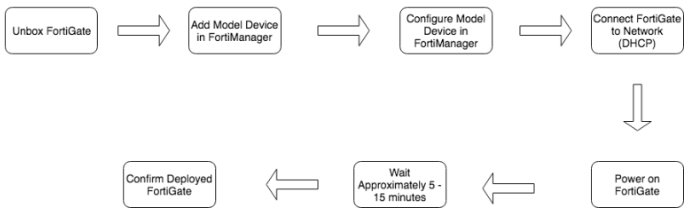 Unbox FortiGate
Add Model Device
in FortiManager
Configure Model
Device in
FortiManager
Connect FortiGate
to Network
(DHCP)
Power on
FortiGate
Wait
Approximately 5 -
15 minutes
Confirm Deployed
FortiGate